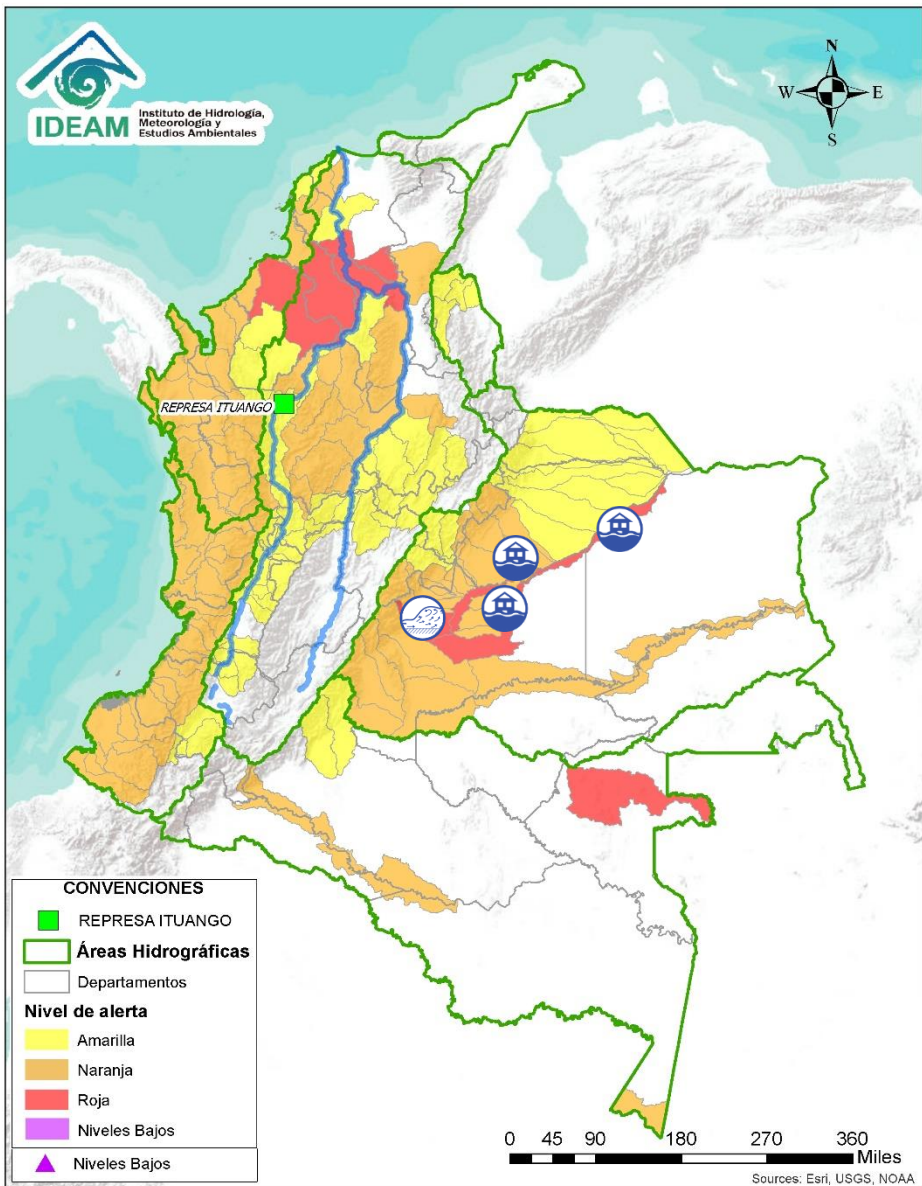 IDEAM
Instituto de Hidrología,
Meteorología y
Estudios Ambientales
N
W
E
S
REPRESA ITUANGO
CONVENCIONES
REPRESA ITUANGO
Áreas Hidrográficas
Departamentos
Nivel de alerta
Amarilla
Naranja
Roja
Niveles Bajos
Niveles Bajos
0 45 90 180 270 360
Miles
Sources: Esri, USGS, NOAA